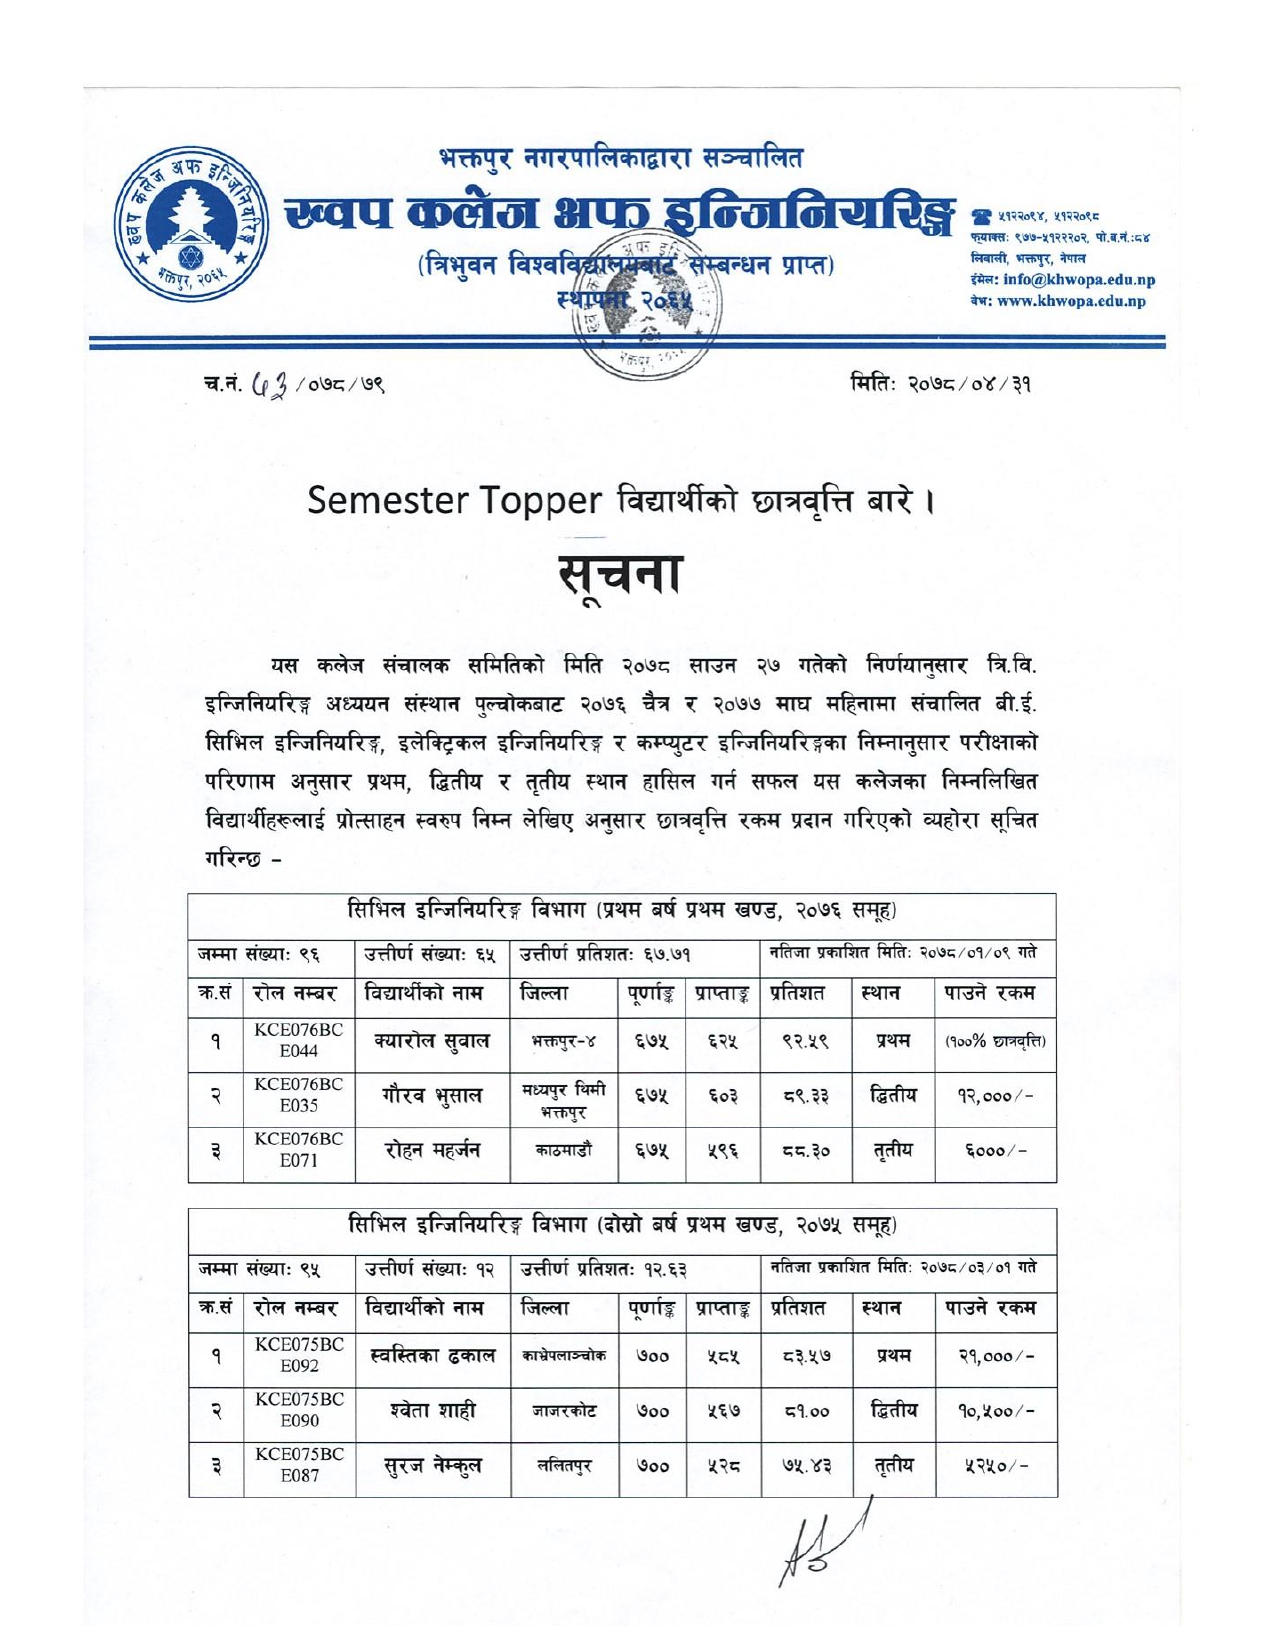 भक्तपुर नगरपालिकाद्वारा सञ्चालित
ख्वप कलेज अफ इन्जिनियरिङ्ग
(त्रिभुवन विश्वविद्यालयबाट सम्बन्धन प्राप्त)
स्थापना २०६५
ख्वप कलेज अफ इन्जिनियरिङ्ग
भक्तपुर, २०६५
☎ ५१२२०९४, ५१२२०९८
फ्याक्सः ९७७-५१२२२०२, पो.ब.नं.:८४
लिवाली, भक्तपुर, नेपाल
इमेलः info@khwopa.edu.np
वेभः www.khwopa.edu.np
च.नं. ५३/०७८/७९
मितिः २०७८/०४/३१
Semester Topper विद्यार्थीको छात्रवृत्ति बारे ।
सूचना
यस कलेज संचालक समितिको मिति २०७८ साउन २७ गतेको निर्णयानुसार त्रि.वि.
इन्जिनियरिङ्ग अध्ययन संस्थान पुल्चोकबाट २०७६ चैत्र र २०७७ माघ महिनामा संचालित बी.ई.
सिभिल इन्जिनियरिङ्ग, इलेक्ट्रिकल इन्जिनियरिङ्ग र कम्प्युटर इन्जिनियरिङ्गका निम्नानुसार परीक्षाको
परिणाम अनुसार प्रथम, द्वितीय र तृतीय स्थान हासिल गर्न सफल यस कलेजका निम्नलिखित
विद्यार्थीहरूलाई प्रोत्साहन स्वरुप निम्न लेखिए अनुसार छात्रवृत्ति रकम प्रदान गरिएको व्यहोरा सूचित
गरिन्छ –
सिभिल इन्जिनियरिङ्ग विभाग (प्रथम बर्ष प्रथम खण्ड, २०७६ समूह)
जम्मा संख्याः ९६ उत्तीर्ण संख्याः ६५ उत्तीर्ण प्रतिशतः ६७.७१ नतिजा प्रकाशित मितिः २०७८/०१/०९ गते
क्र.सं रोल नम्बर विद्यार्थीको नाम जिल्ला पूर्णाङ्क प्राप्ताङ्क प्रतिशत स्थान पाउने रकम
१ KCE076BC E044 क्यारोल सुवाल भक्तपुर-४ ६७५ ६२५ ९२.५९ प्रथम (१००% छात्रवृत्ति)
२ KCE076BC E035 गौरव भुसाल मध्यपुर थिमी भक्तपुर ६७५ ६०३ ८९.३३ द्वितीय १२,०००/-
३ KCE076BC E071 रोहन महर्जन काठमाडौ ६७५ ५९६ ८८.३० तृतीय ६०००/-
सिभिल इन्जिनियरिङ्ग विभाग (दोस्रो बर्ष प्रथम खण्ड, २०७५ समूह)
जम्मा संख्याः ९५ उत्तीर्ण संख्याः १२ उत्तीर्ण प्रतिशतः १२.६३ नतिजा प्रकाशित मितिः २०७८/०३/०१ गते
क्र.सं रोल नम्बर विद्यार्थीको नाम जिल्ला पूर्णाङ्क प्राप्ताङ्क प्रतिशत स्थान पाउने रकम
१ KCE075BC E092 स्वस्तिका ढकाल काभ्रेपलाञ्चोक ७०० ५८५ ८३.५७ प्रथम २१,०००/-
२ KCE075BC E090 श्वेता शाही जाजरकोट ७०० ५६७ ८१.०० द्वितीय १०,५००/-
३ KCE075BC E087 सुरज नेम्कुल ललितपुर ७०० ५२८ ७५.४३ तृतीय ५२५०/-